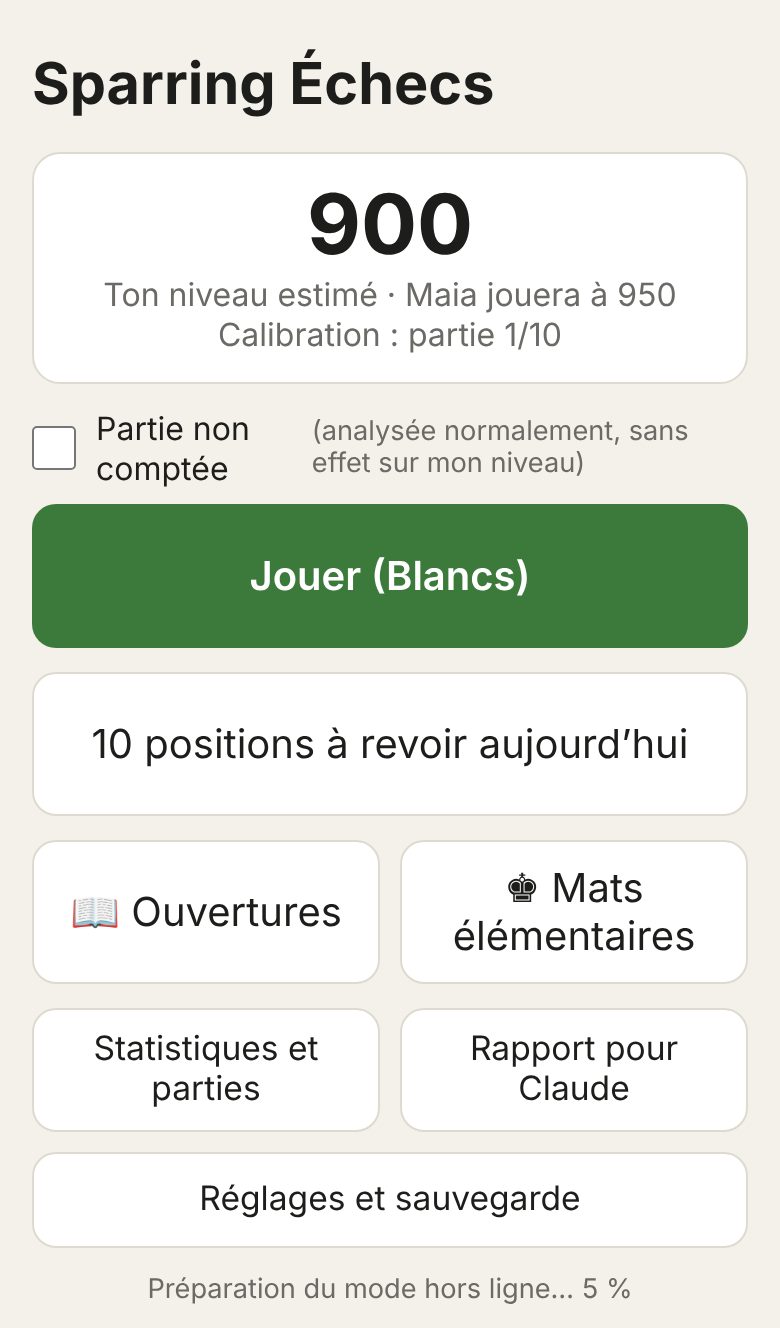 Sparring Échecs
900
Ton niveau estimé · Maia jouera à 950
Calibration : partie 1/10
Partie non
comptée
(analysée normalement, sans
effet sur mon niveau)
Jouer (Blancs)
10 positions à revoir aujourd’hui
📖 Ouvertures
♚ Mats
élémentaires
Statistiques et
parties
Rapport pour
Claude
Réglages et sauvegarde
Préparation du mode hors ligne… 5 %